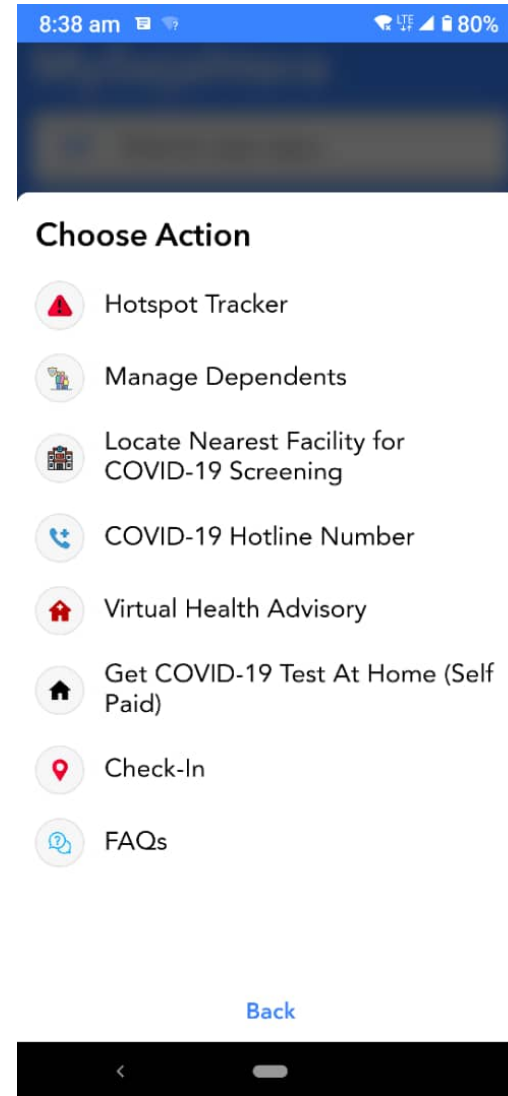 8:38 am
LTE 80%
Choose Action
Hotspot Tracker
Manage Dependents
Locate Nearest Facility for
COVID-19 Screening
COVID-19 Hotline Number
Virtual Health Advisory
Get COVID-19 Test At Home (Self
Paid)
Check-In
FAQs
Back